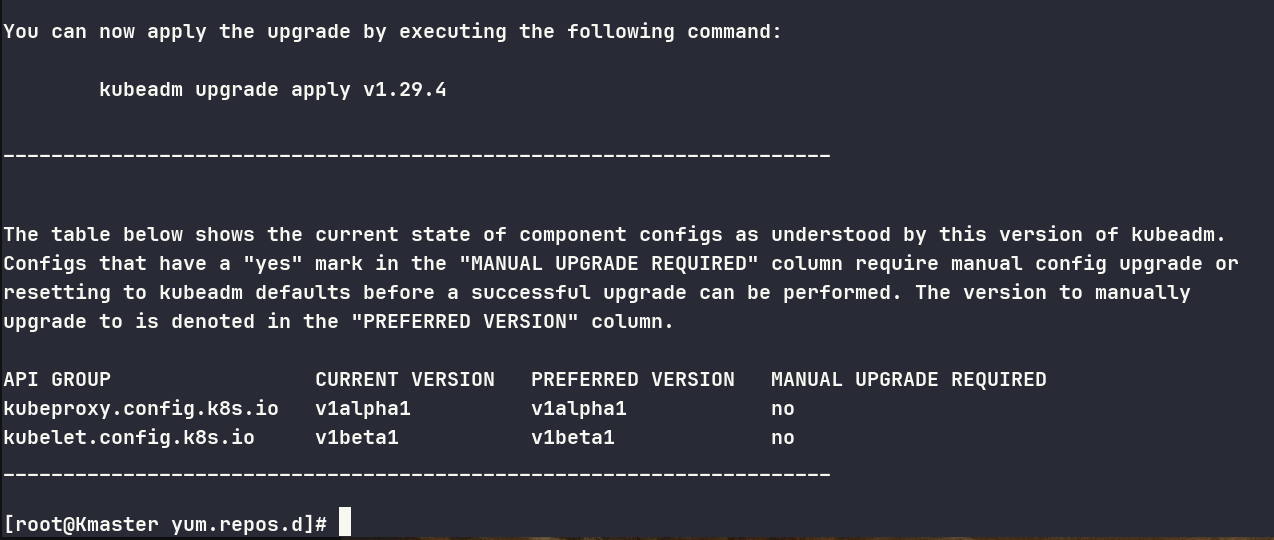 You can now apply the upgrade by executing the following command:
kubeadm upgrade apply v1.29.4
_____________________________________________________________________
The table below shows the current state of component configs as understood by this version of kubeadm.
Configs that have a "yes" mark in the "MANUAL UPGRADE REQUIRED" column require manual config upgrade or
resetting to kubeadm defaults before a successful upgrade can be performed. The version to manually
upgrade to is denoted in the "PREFERRED VERSION" column.
API GROUP                 CURRENT VERSION   PREFERRED VERSION   MANUAL UPGRADE REQUIRED
kubeproxy.config.k8s.io   v1alpha1          v1alpha1            no
kubelet.config.k8s.io     v1beta1           v1beta1             no
_____________________________________________________________________
[root@Kmaster yum.repos.d]#